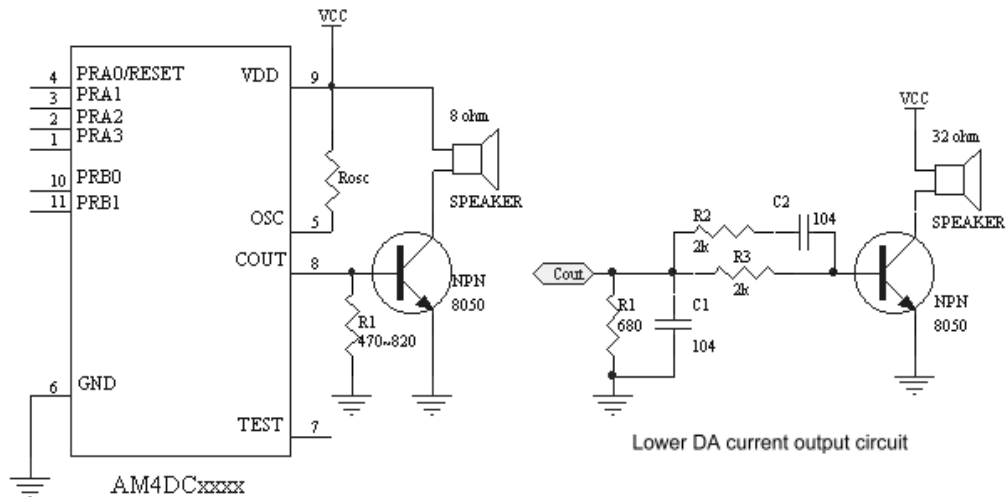 VCC
4 PRA0/RESET
3 PRA1
2 PRA2
1 PRA3
10 PRB0
11 PRB1
VDD 9
OSC 5
COUT 8
6 GND
TEST 7
AM4DCxxxx
Rosc
8 ohm
SPEAKER
NPN
8050
R1
470~820
VCC
32 ohm
SPEAKER
C2
104
R2
2k
R3
2k
Cout
R1
680
C1
104
NPN
8050
Lower DA current output circuit